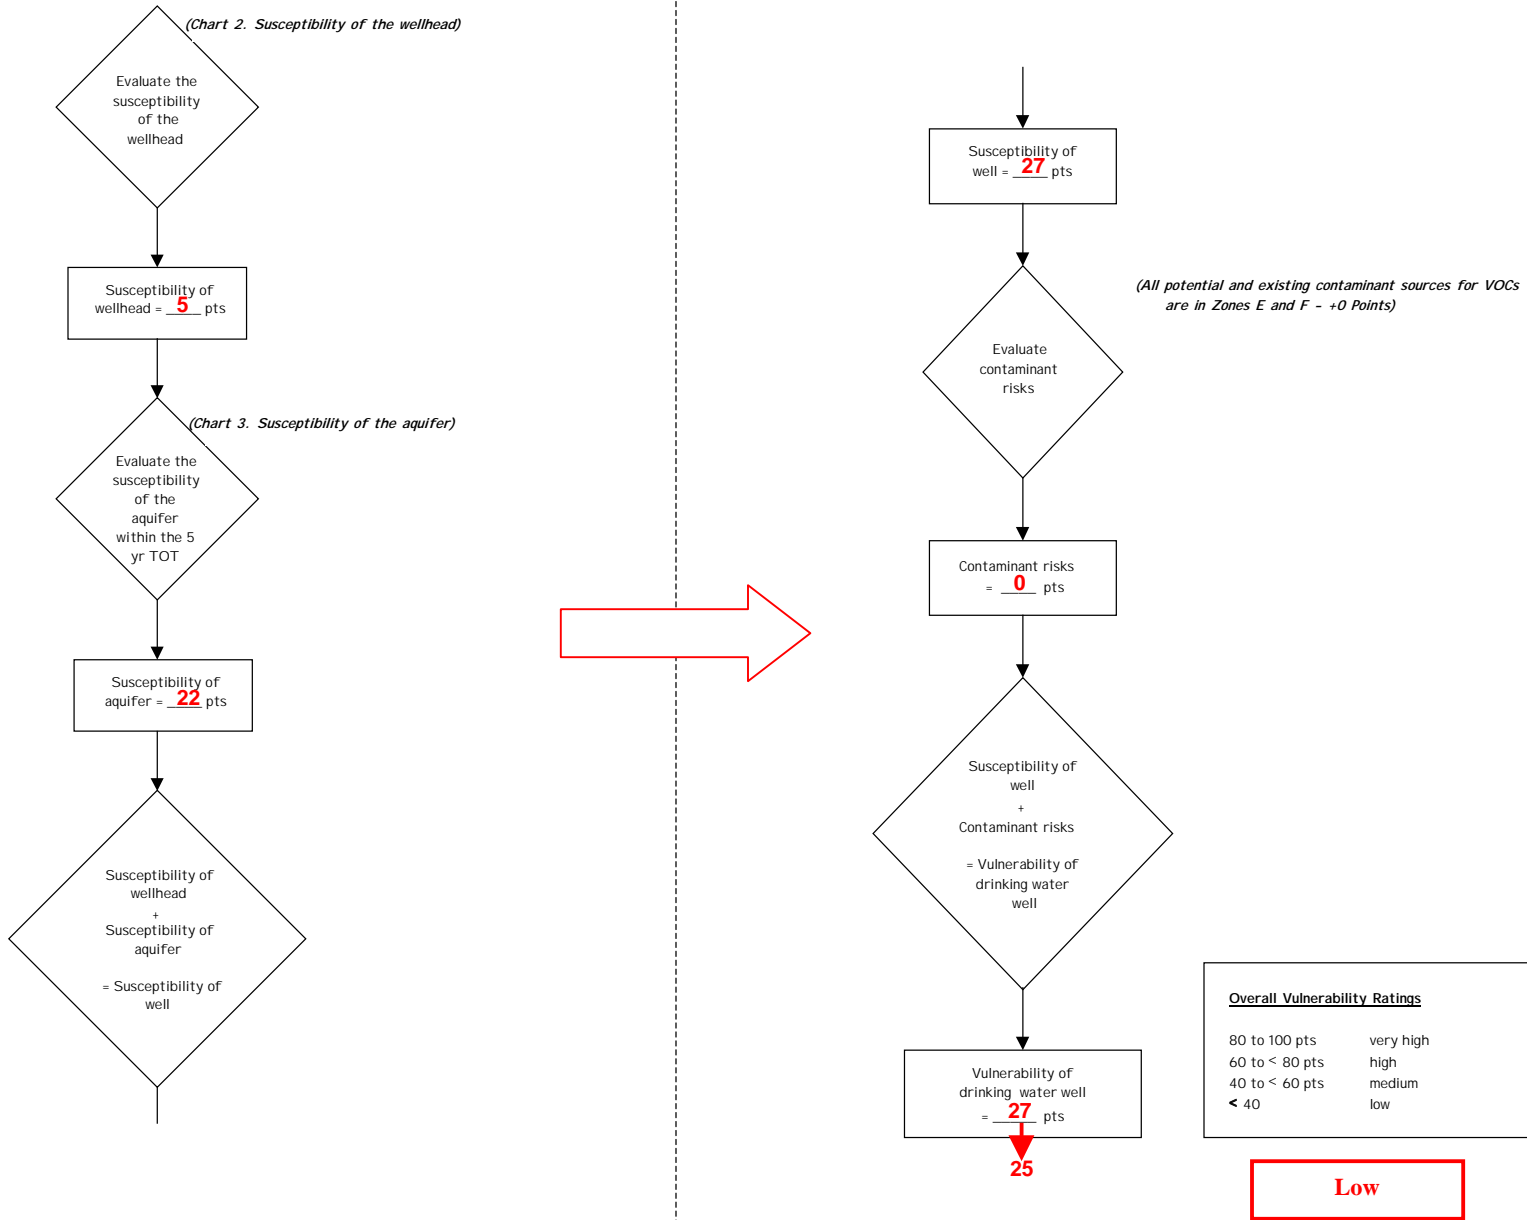 (Chart 2. Susceptibility of the wellhead)
Evaluate the
susceptibility
of the
wellhead
Susceptibility of
wellhead = 5 pts
(Chart 3. Susceptibility of the aquifer)
Evaluate the
susceptibility
of the
aquifer
within the 5
yr TOT
Susceptibility of
aquifer = 22 pts
Susceptibility of
wellhead
+
Susceptibility of
aquifer
= Susceptibility of
well
Susceptibility of
well = 27 pts
(All potential and existing contaminant sources for VOCs
are in Zones E and F - +0 Points)
Evaluate
contaminant
risks
Contaminant risks
= 0 pts
Susceptibility of
well
+
Contaminant risks
= Vulnerability of
drinking water
well
Vulnerability of
drinking water well
= 27 pts
25
Overall Vulnerability Ratings
80 to 100 pts very high
60 to < 80 pts high
40 to < 60 pts medium
< 40 low
Low